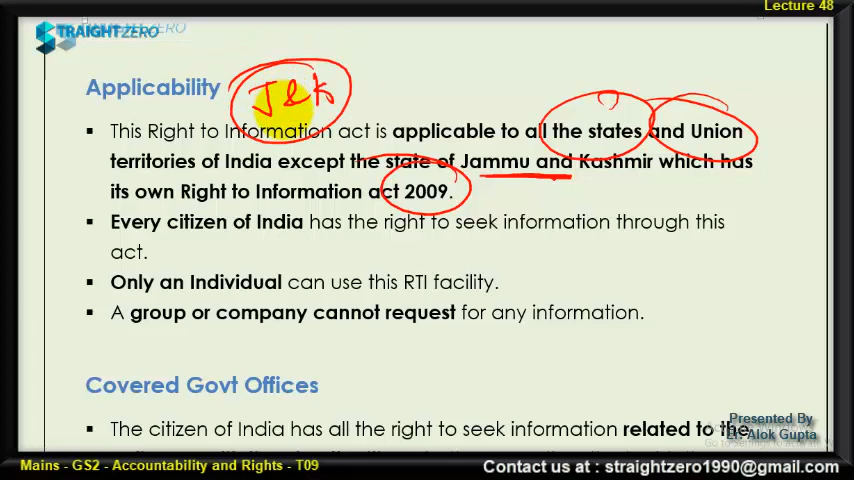 Lecture 48
STRAIGHTZERO
Applicability
J&K
▪ This Right to Information act is applicable to all the states and Union
territories of India except the state of Jammu and Kashmir which has
its own Right to Information act 2009.
▪ Every citizen of India has the right to seek information through this
act.
▪ Only an Individual can use this RTI facility.
▪ A group or company cannot request for any information.
Covered Govt Offices
▪ The citizen of India has all the right to seek information related to the
Presented By
Er. Alok Gupta
Mains - GS2 - Accountability and Rights - T09
Contact us at : straightzero1990@gmail.com